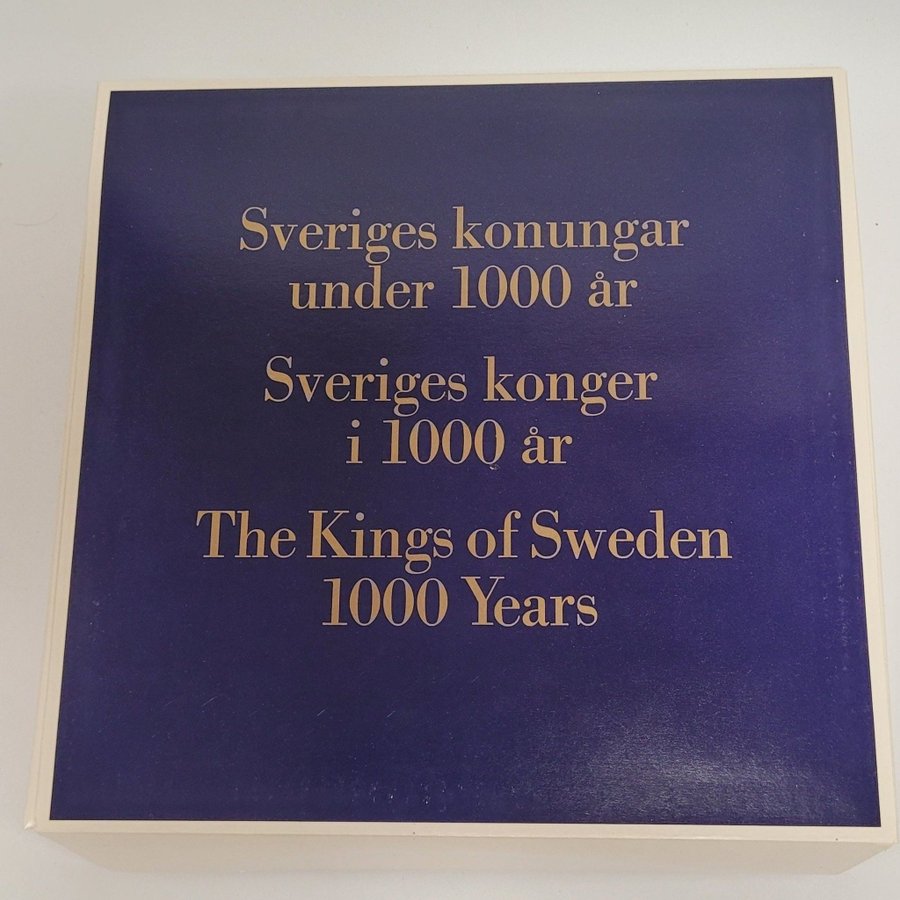 Sveriges konungar
under 1000 år
Sveriges konger
i 1000 år
The Kings of Sweden
1000 Years